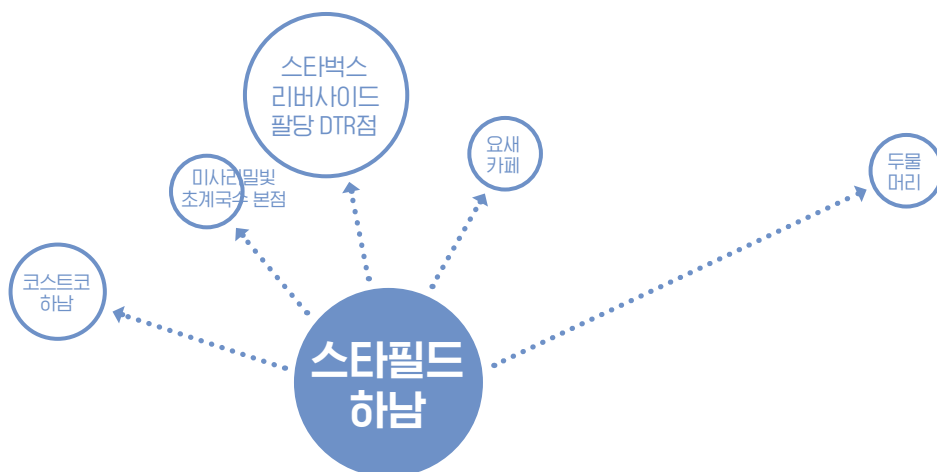 스타벅스
리버사이드
팔당 DTR점
요새
카페
두물
머리
미사리밀빛
초계국수 본점
코스트코
하남
스타필드
하남